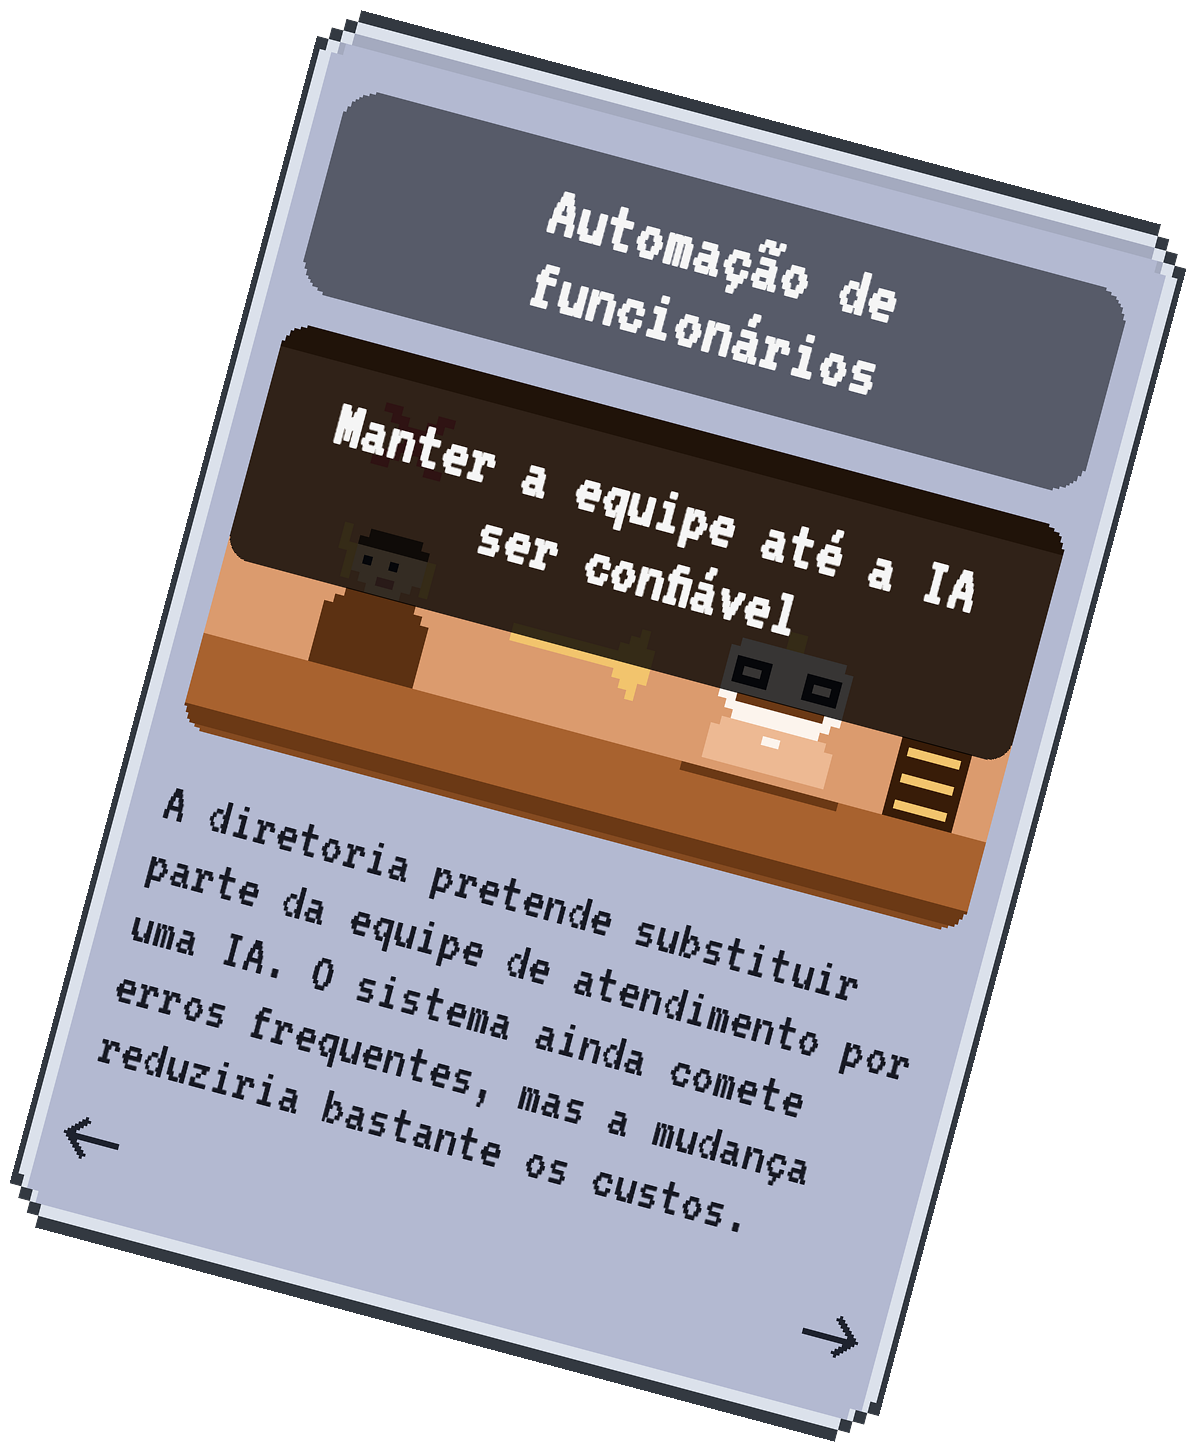 Automação de
funcionários
Manter a equipe até a IA
ser confiável
A diretoria pretende substituir
parte da equipe de atendimento por
uma IA. O sistema ainda comete
erros frequentes, mas a mudança
reduziria bastante os custos.